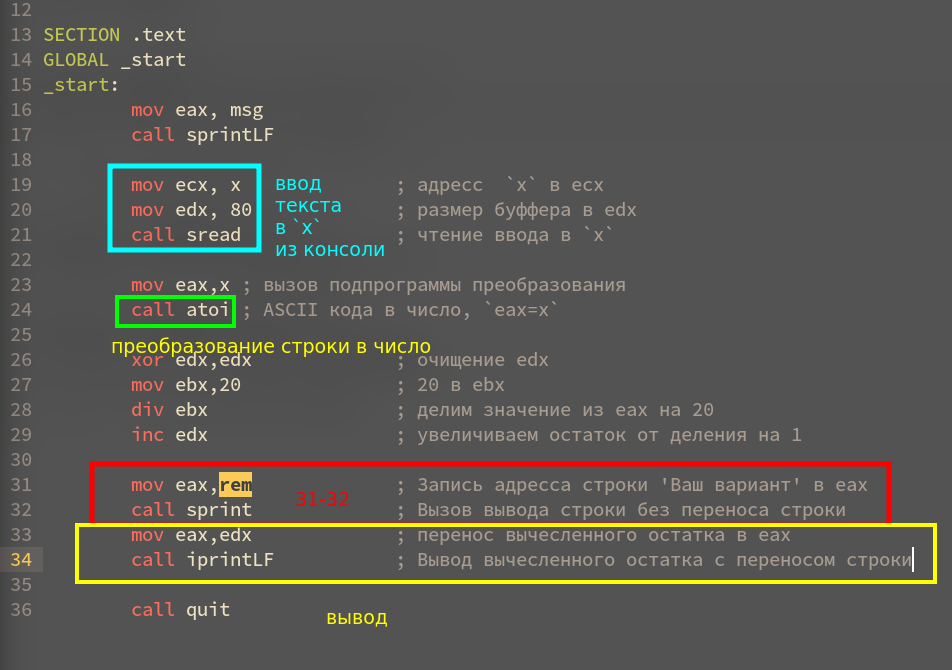 12
13 SECTION .text
14 GLOBAL _start
15 _start:
16 mov eax, msg
17 call sprintLF
18
19 mov ecx, x ввод ; адресс `x` в ecx
20 mov edx, 80 текста ; размер буффера в edx
21 call sread в `x` ; чтение ввода в `x`
22 из консоли
23 mov eax,x ; вызов подпрограммы преобразования
24 call atoi ; ASCII кода в число, `eax=x`
25
преобразование строки в число
26 xor edx,edx ; очищение edx
27 mov ebx,20 ; 20 в ebx
28 div ebx ; делим значение из eax на 20
29 inc edx ; увеличиваем остаток от деления на 1
30
31 mov eax,rem ; Запись адресса строки 'Ваш вариант' в eax
31-32
32 call sprint ; Вызов вывода строки без переноса строки
33 mov eax,edx ; перенос вычесленного остатка в eax
34 call iprintLF ; Вывод вычесленного остатка с переносом строки
35
36 call quit
вывод